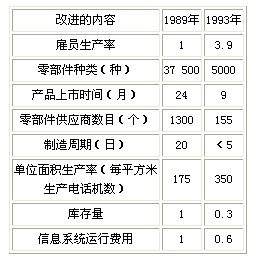 改进的内容 1989年 1993年
雇员生产率 1 3.9
零部件种类（种） 37 500 5000
产品上市时间（月） 24 9
零部件供应商数目（个） 1300 155
制造周期（日） 20 <5
单位面积生产率（每平方米
生产电话机数） 175 350
库存量 1 0.3
信息系统运行费用 1 0.6